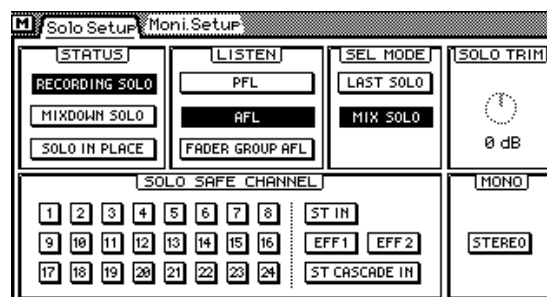 M Solo Setup Moni.Setup
STATUS LISTEN SEL MODE SOLO TRIM
RECORDING SOLO PFL LAST SOLO
MIXDOWN SOLO AFL MIX SOLO
0 dB
SOLO IN PLACE FADER GROUP AFL
SOLO SAFE CHANNEL MONO
1 2 3 4 5 6 7 8 ST IN
9 10 11 12 13 14 15 16 EFF1 EFF2 STEREO
17 18 19 20 21 22 23 24 ST CASCADE IN